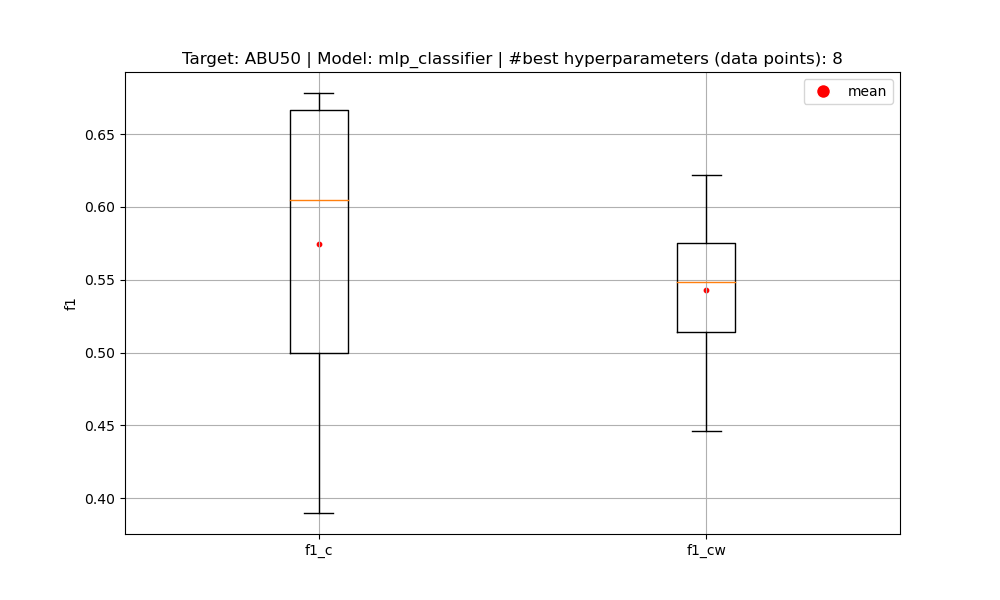 Target: ABU50 | Model: mlp_classifier | #best hyperparameters (data points): 8
mean
0.65
0.60
0.55
0.50
0.45
0.40
f1
f1_c
f1_cw